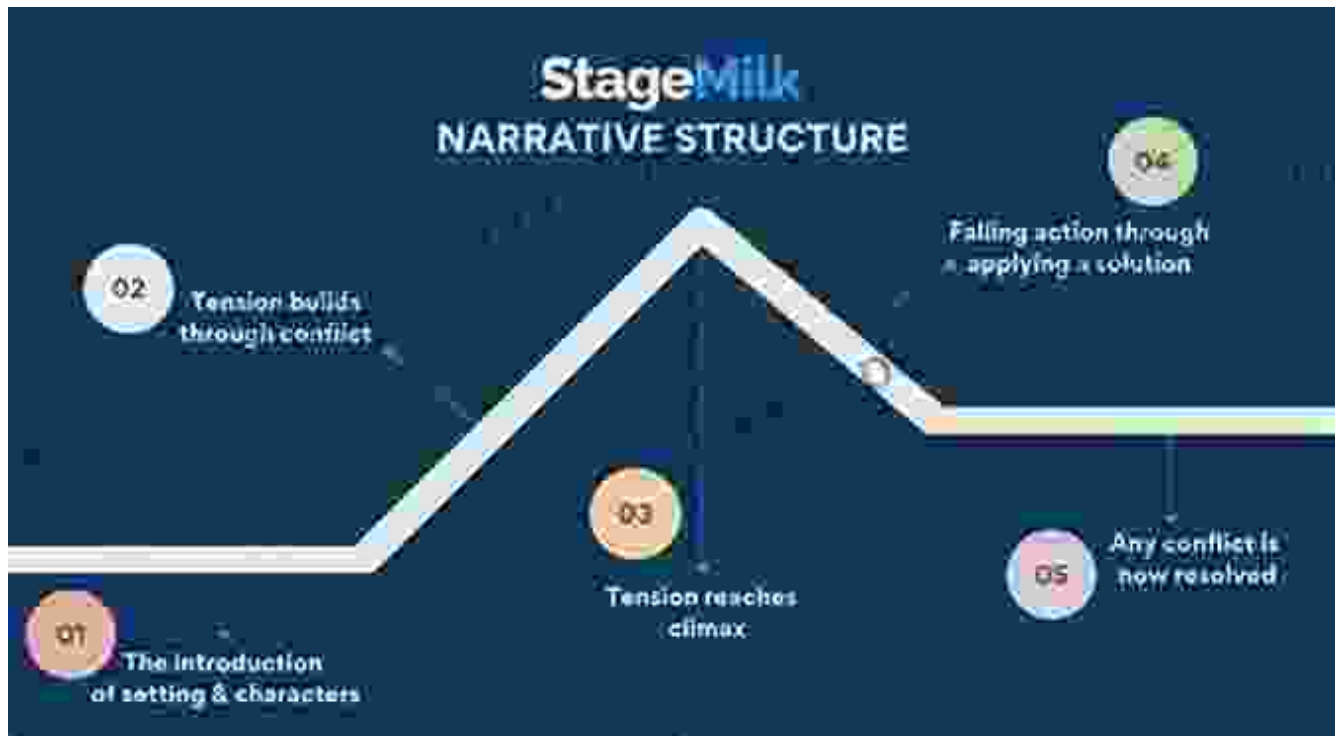 StageMilk
NARRATIVE STRUCTURE
01
The introduction
of setting & characters
02
Tension builds
through conflict
03
Tension reaches
climax
04
Falling action through
applying a solution
05
Any conflict is
now resolved